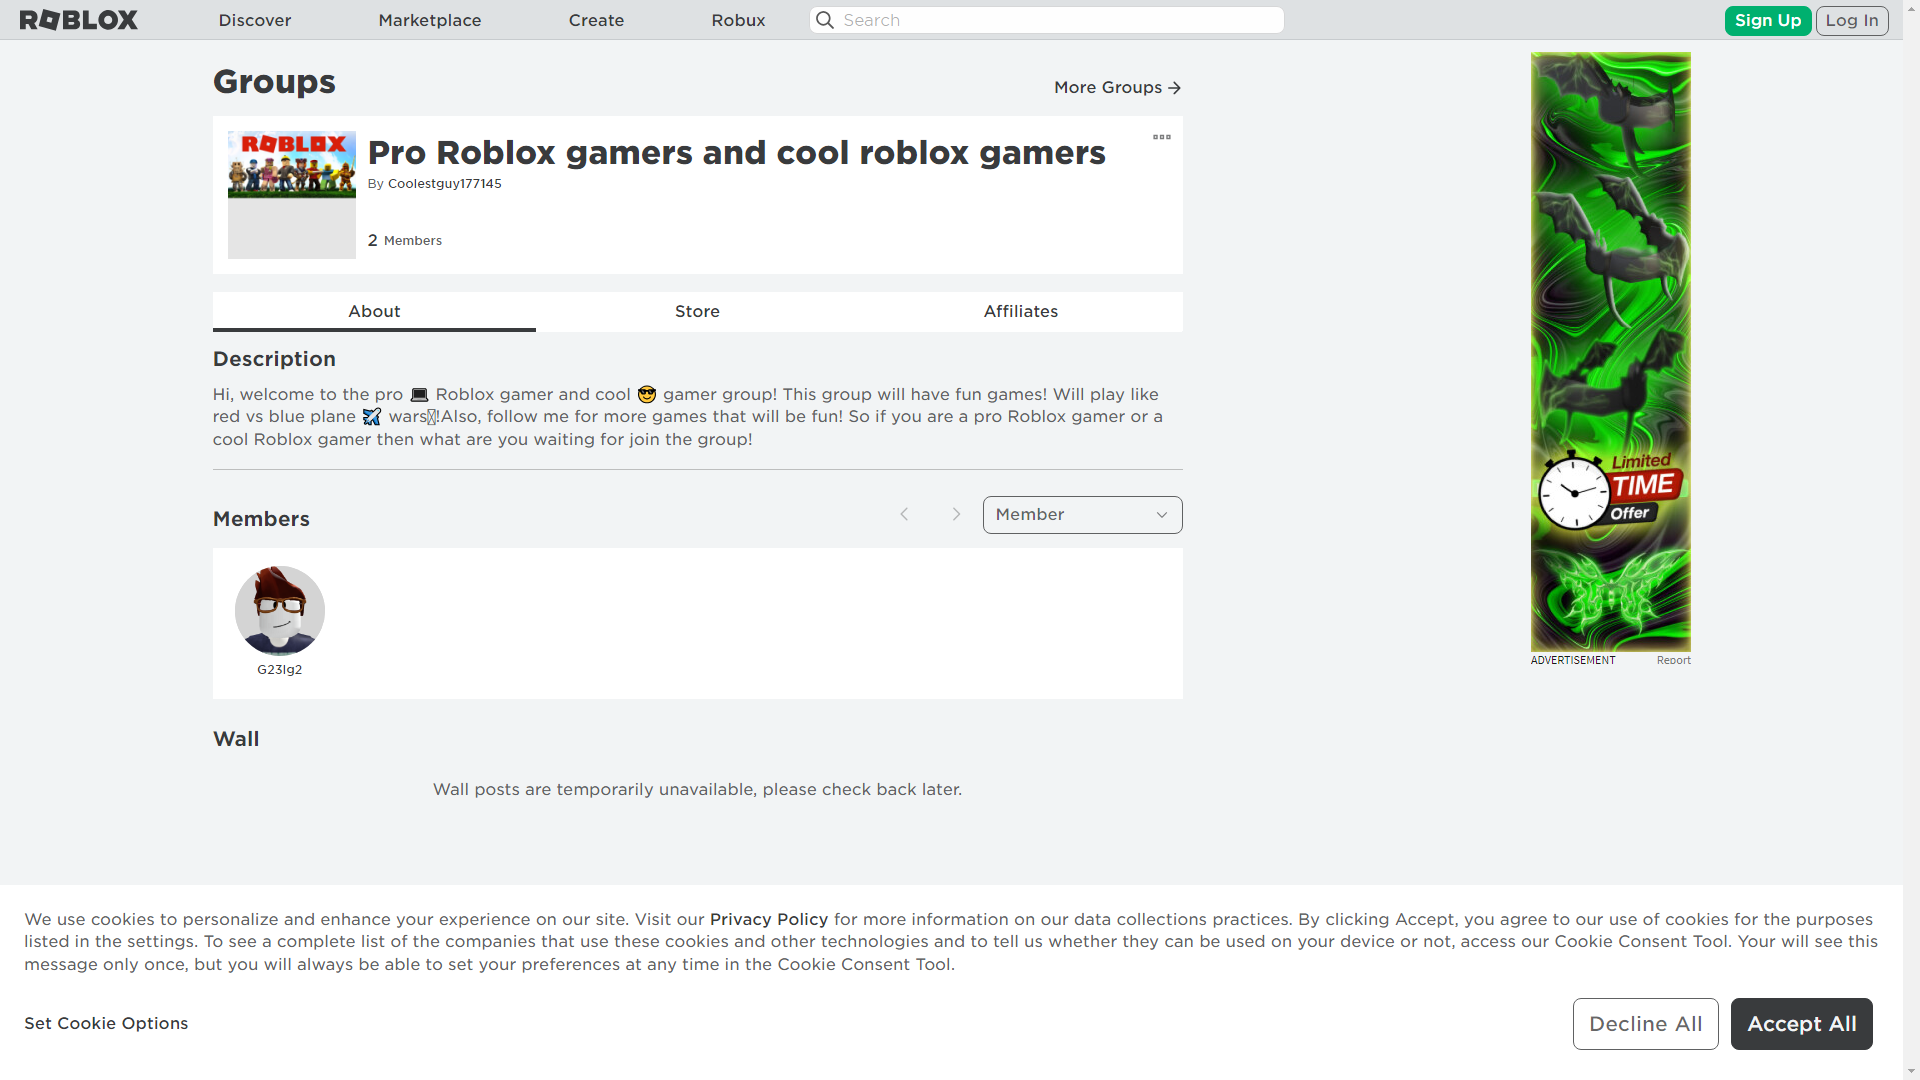 ROBLOX
Discover
Marketplace
Create
Robux
Search
Sign Up
Log In
Groups
More Groups
ROBLOX
Pro Roblox gamers and cool roblox gamers
By Coolestguy177145
2 Members
About
Store
Affiliates
Description
Hi, welcome to the pro 💻 Roblox gamer and cool 😎 gamer group! This group will have fun games! Will play like
red vs blue plane ✈️ wars!Also, follow me for more games that will be fun! So if you are a pro Roblox gamer or a
cool Roblox gamer then what are you waiting for join the group!
Members
Member
G23lg2
Wall
Wall posts are temporarily unavailable, please check back later.
Limited
TIME
Offer
ADVERTISEMENT
Report
We use cookies to personalize and enhance your experience on our site. Visit our Privacy Policy for more information on our data collections practices. By clicking Accept, you agree to our use of cookies for the purposes
listed in the settings. To see a complete list of the companies that use these cookies and other technologies and to tell us whether they can be used on your device or not, access our Cookie Consent Tool. Your will see this
message only once, but you will always be able to set your preferences at any time in the Cookie Consent Tool.
Set Cookie Options
Decline All
Accept All